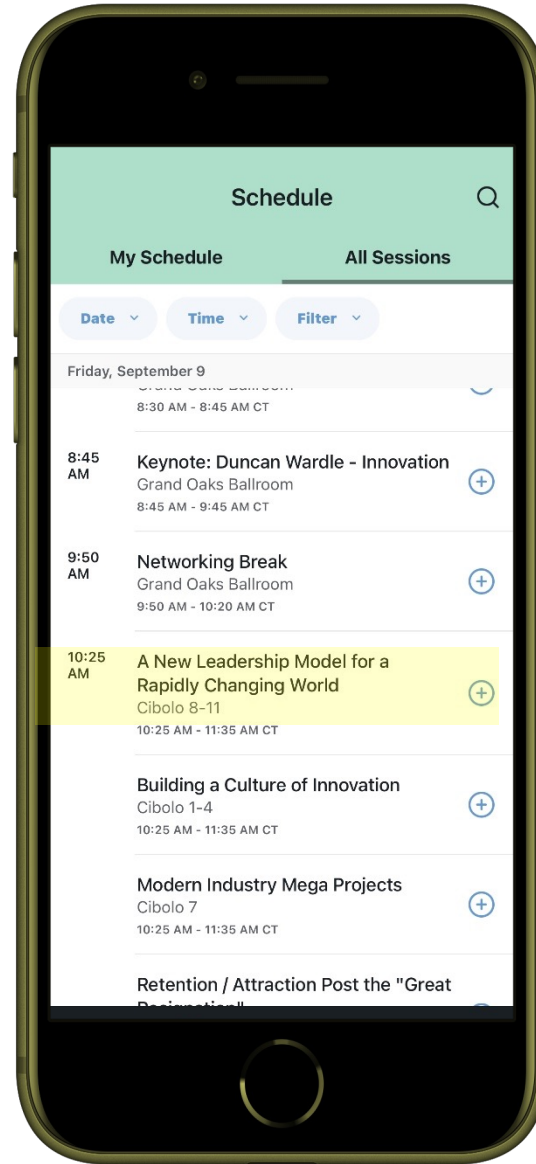 Schedule
My Schedule
All Sessions
Date
Time
Filter
Friday, September 9
8:30 AM - 8:45 AM CT
8:45
AM
Keynote: Duncan Wardle - Innovation
Grand Oaks Ballroom
8:45 AM - 9:45 AM CT
9:50
AM
Networking Break
Grand Oaks Ballroom
9:50 AM - 10:20 AM CT
10:25
AM
A New Leadership Model for a
Rapidly Changing World
Cibolo 8-11
10:25 AM - 11:35 AM CT
Building a Culture of Innovation
Cibolo 1-4
10:25 AM - 11:35 AM CT
Modern Industry Mega Projects
Cibolo 7
10:25 AM - 11:35 AM CT
Retention / Attraction Post the "Great